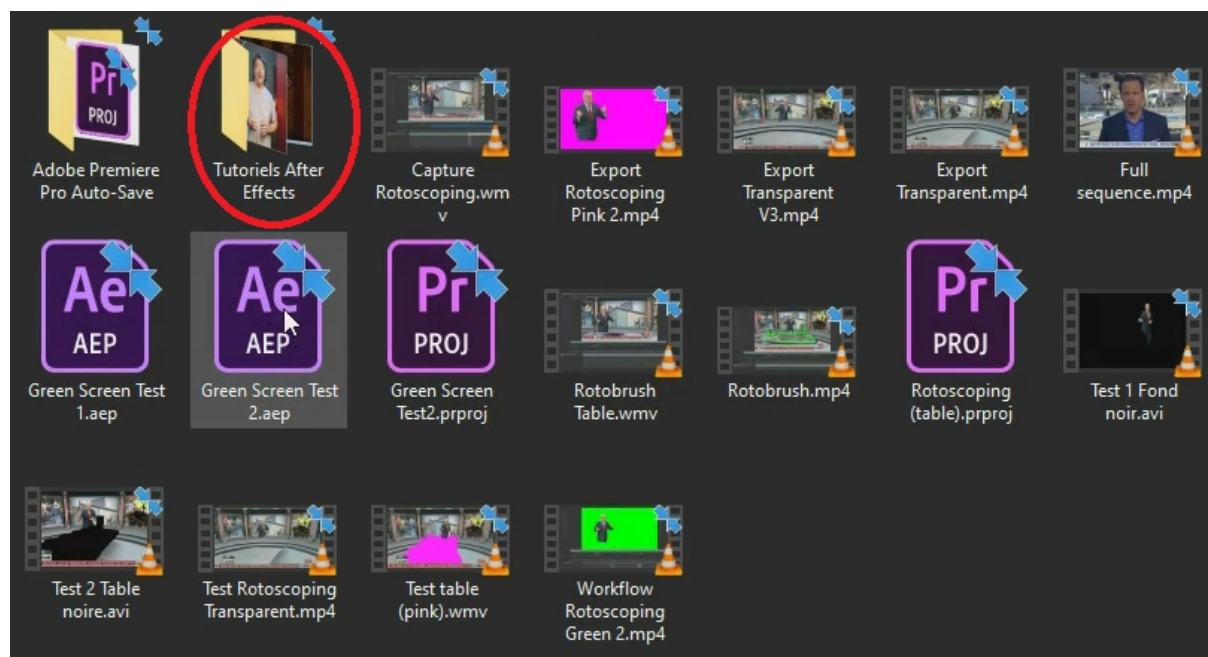 Pr
PROJ
Adobe Premiere
Pro Auto-Save
Tutoriels After
Effects
Capture
Rotoscoping.wm
v
Export
Rotoscoping
Pink 2.mp4
Export
Transparent
V3.mp4
Export
Transparent.mp4
Full
sequence.mp4
Ae
AEP
Green Screen Test
1.aep
Ae
AEP
Green Screen Test
2.aep
Pr
PROJ
Green Screen
Test2.prproj
Rotobrush
Table.wmv
Rotobrush.mp4
Pr
PROJ
Rotoscoping
(table).prproj
Test 1 Fond
noir.avi
Test 2 Table
noire.avi
Test Rotoscoping
Transparent.mp4
Test table
(pink).wmv
Workflow
Rotoscoping
Green 2.mp4